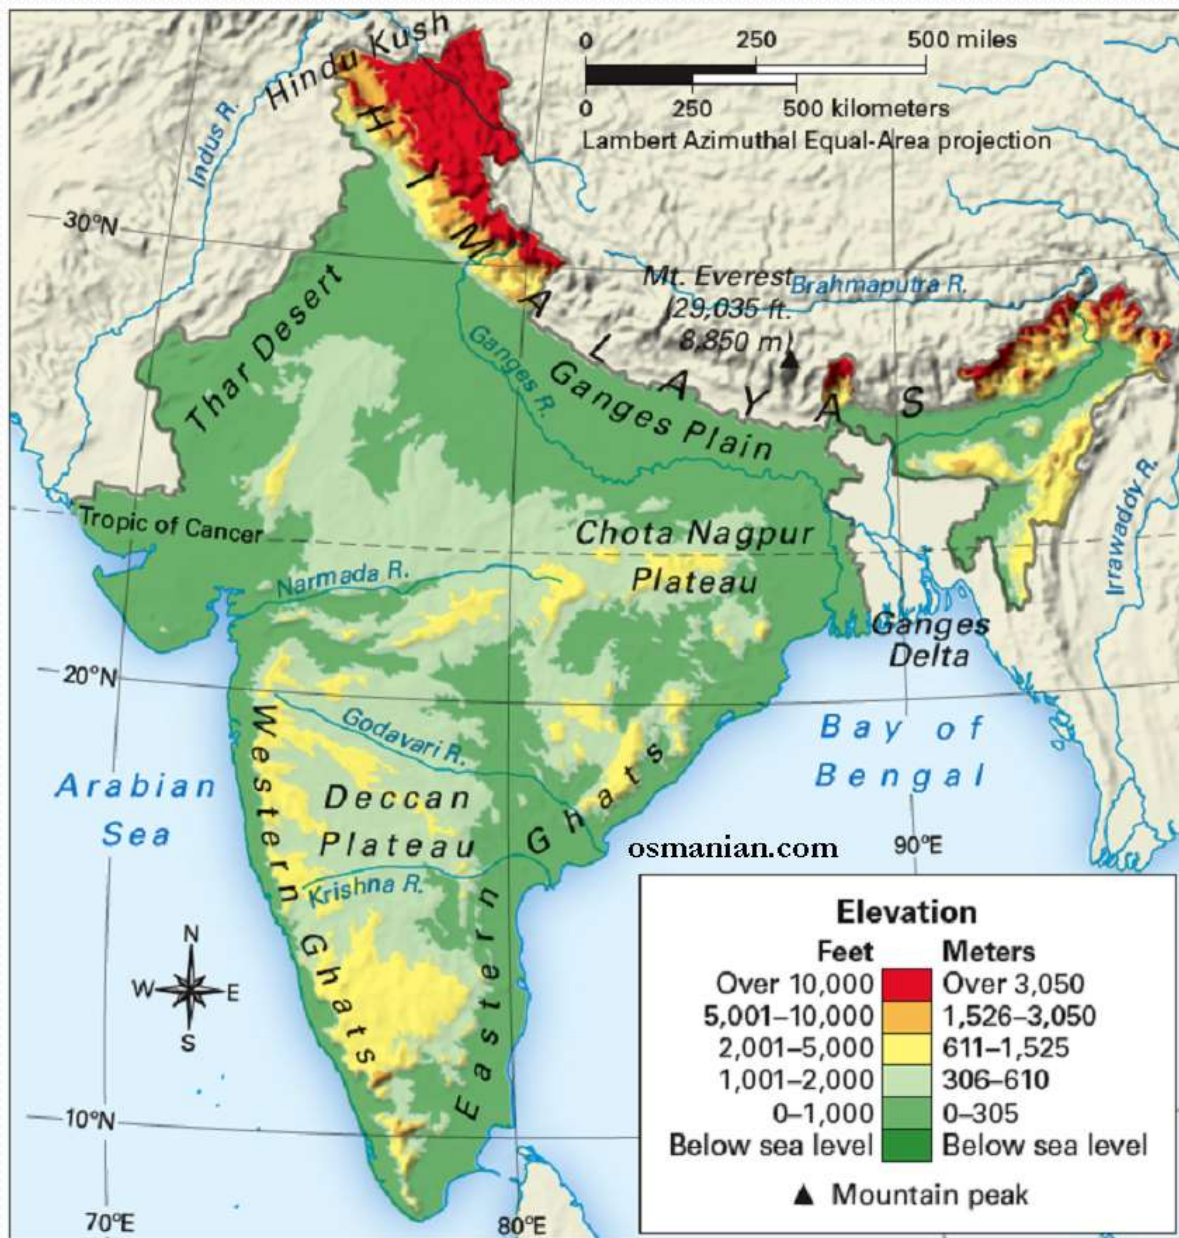 Hindu Kush
0 250 500 miles
0 250 500 kilometers
Lambert Azimuthal Equal-Area projection
Indus R.
HIMALAYAS
30°N
Mt. Everest
29,035 ft.
8,850 m
Brahmaputra R.
Thar Desert
Ganges R.
Ganges Plain
Tropic of Cancer
Chota Nagpur
Plateau
Irrawaddy R.
Narmada R.
Ganges
Delta
20°N
Godavari R.
Bay of
Bengal
Arabian
Sea
Western Ghats
Deccan
Plateau
Eastern Ghats
osmanian.com
90°E
Krishna R.
N
W E
S
Elevation
Feet Meters
Over 10,000 Over 3,050
5,001–10,000 1,526–3,050
2,001–5,000 611–1,525
1,001–2,000 306–610
0–1,000 0–305
Below sea level Below sea level
▲ Mountain peak
10°N
70°E
80°E